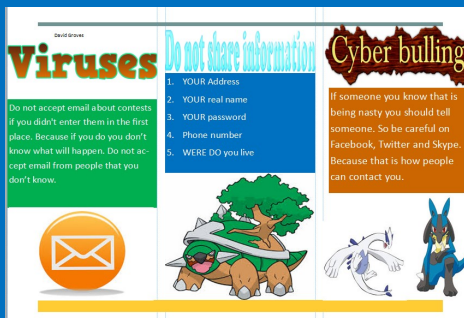 David Groves
Viruses
Do not accept email about contests
if you didn't enter them in the first
place. Because if you do you don't
know what will happen. Do not ac-
cept email from people that you
don't know.
Do not share information
1. YOUR Address
2. YOUR real name
3. YOUR password
4. Phone number
5. WERE DO you live
Cyber bulling
If someone you know that is
being nasty you should tell
someone. So be careful on
Facebook, Twitter and Skype.
Because that is how people
can contact you.